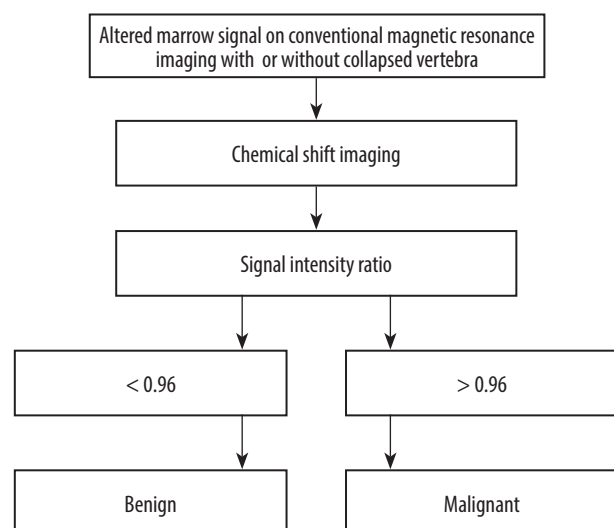 Altered marrow signal on conventional magnetic resonance
imaging with or without collapsed vertebra
Chemical shift imaging
Signal intensity ratio
< 0.96
> 0.96
Benign
Malignant